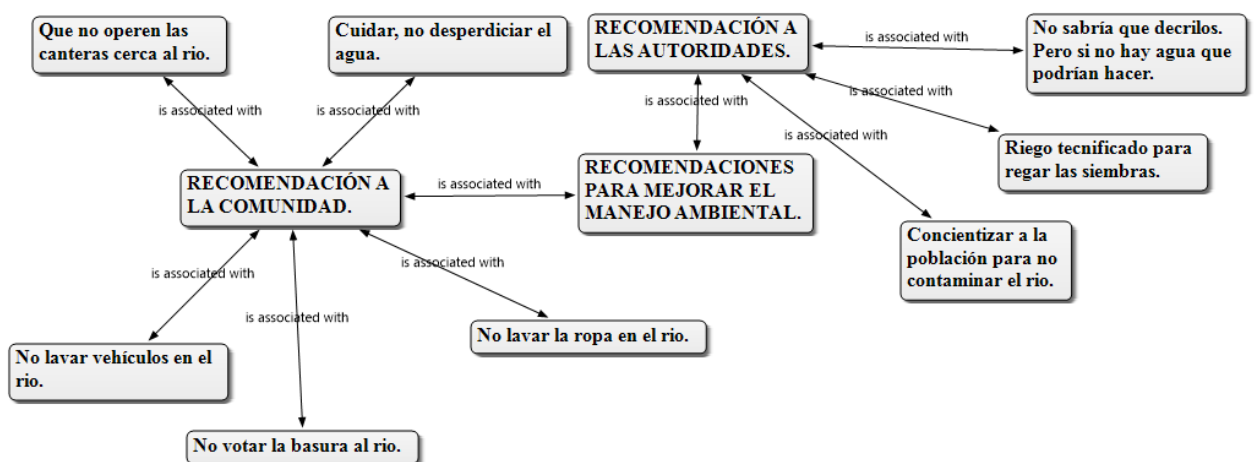 Que no operen las
canteras cerca al rio.
Cuidar, no desperdiciar el
agua.
RECOMENDACIÓN A
LAS AUTORIDADES.
No sabría que decrilos.
Pero si no hay agua que
podrían hacer.
is associated with
is associated with
is associated with
is associated with
is associated with
is associated with
Riego tecnificado para
regar las siembras.
RECOMENDACIÓN A
LA COMUNIDAD.
is associated with
RECOMENDACIONES
PARA MEJORAR EL
MANEJO AMBIENTAL.
Concientizar a la
población para no
contaminar el rio.
is associated with
is associated with
is associated with
No lavar vehículos en el
rio.
No lavar la ropa en el rio.
No votar la basura al rio.